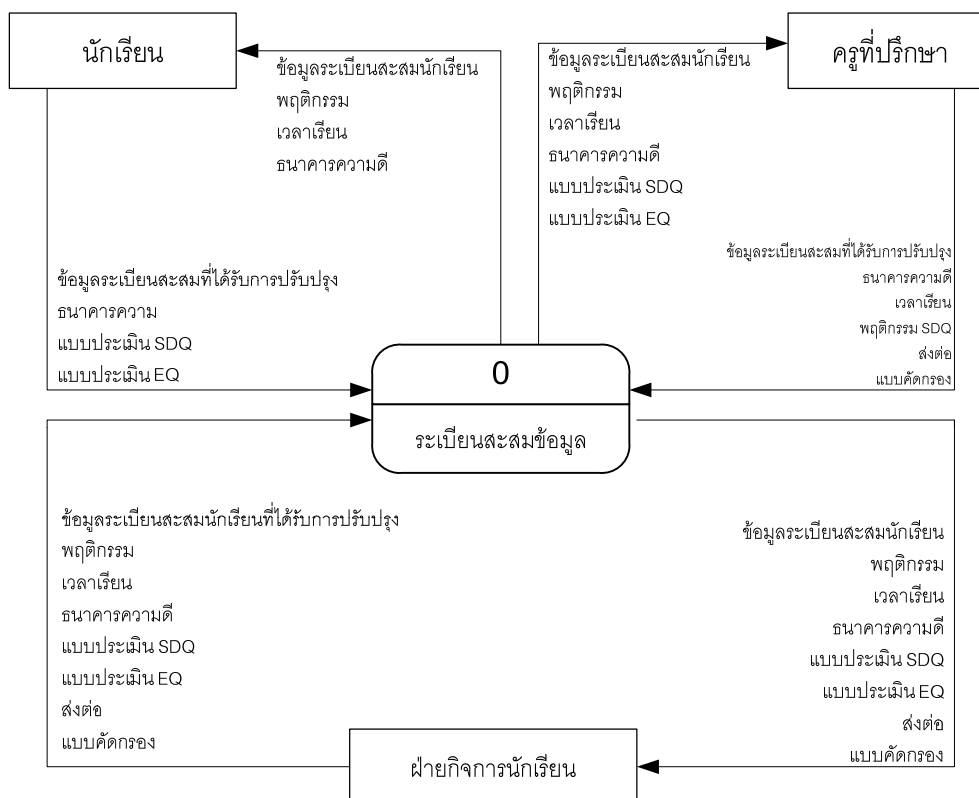 นักเรียน
ข้อมูลระเบียนสะสมนักเรียน
พฤติกรรม
เวลาเรียน
ธนาคารความดี
ครูที่ปรึกษา
ข้อมูลระเบียนสะสมนักเรียน
พฤติกรรม
เวลาเรียน
ธนาคารความดี
แบบประเมิน SDQ
แบบประเมิน EQ
ข้อมูลระเบียนสะสมที่ได้รับการปรับปรุง
ธนาคารความ
แบบประเมิน SDQ
แบบประเมิน EQ
ข้อมูลระเบียนสะสมที่ได้รับการปรับปรุง
ธนาคารความดี
เวลาเรียน
พฤติกรรม SDQ
ส่งต่อ
แบบคัดกรอง
0
ระเบียนสะสมข้อมูล
ข้อมูลระเบียนสะสมนักเรียนที่ได้รับการปรับปรุง
พฤติกรรม
เวลาเรียน
ธนาคารความดี
แบบประเมิน SDQ
แบบประเมิน EQ
ส่งต่อ
แบบคัดกรอง
ข้อมูลระเบียนสะสมนักเรียน
พฤติกรรม
เวลาเรียน
ธนาคารความดี
แบบประเมิน SDQ
แบบประเมิน EQ
ส่งต่อ
แบบคัดกรอง
ฝ่ายกิจการนักเรียน